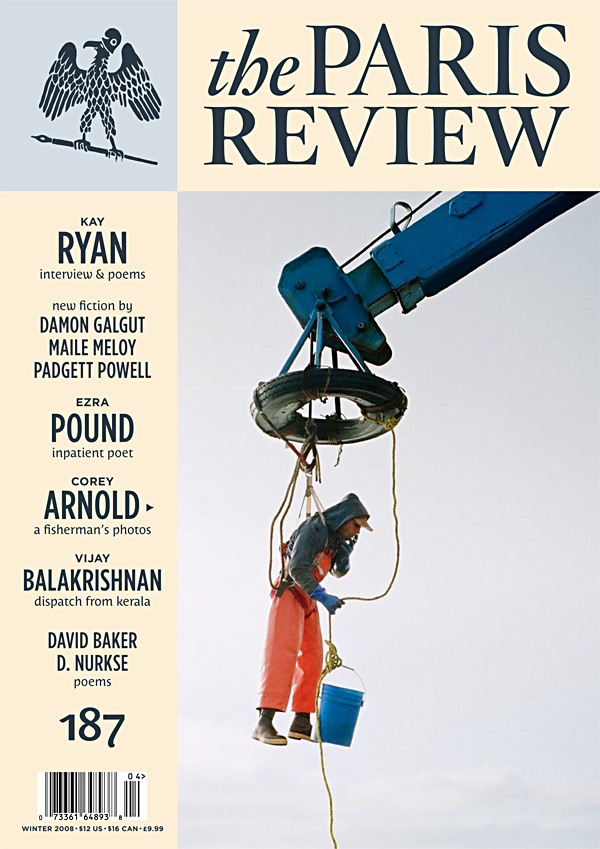 the PARIS
REVIEW
KAY
RYAN
interview & poems
new fiction by
DAMON GALGUT
MAILE MELOY
PADGETT POWELL
EZRA
POUND
inpatient poet
COREY
ARNOLD ▸
a fisherman's photos
VIJAY
BALAKRISHNAN
dispatch from kerala
DAVID BAKER
D. NURKSE
poems
187
04>
0 73361 64893 8
WINTER 2008 • $12 US • $16 CAN • £9.99